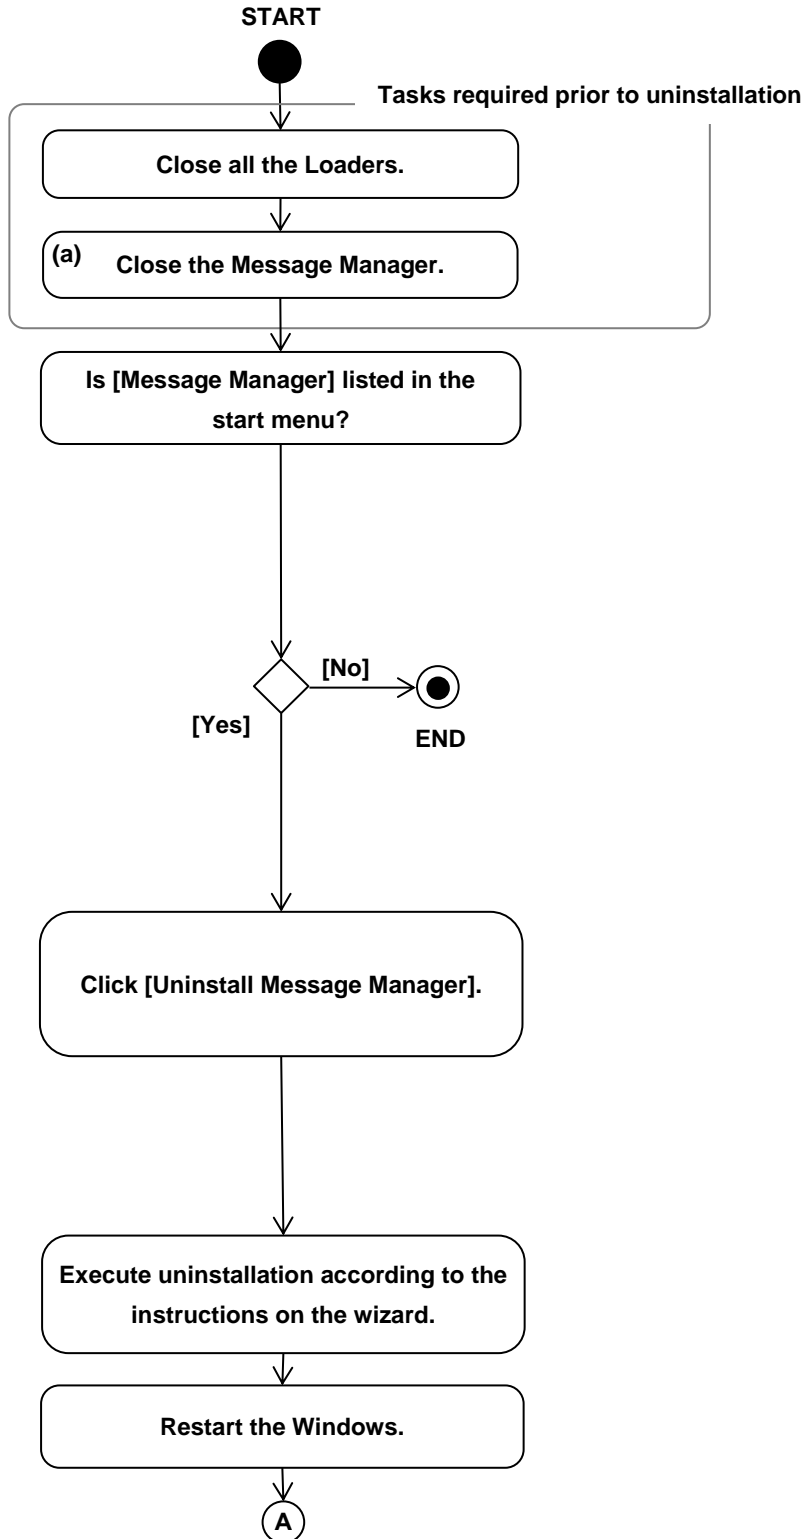 START
Tasks required prior to uninstallation
Close all the Loaders.
(a)
Close the Message Manager.
Is [Message Manager] listed in the
start menu?
[No]
[Yes]
END
Click [Uninstall Message Manager].
Execute uninstallation according to the
instructions on the wizard.
Restart the Windows.
A